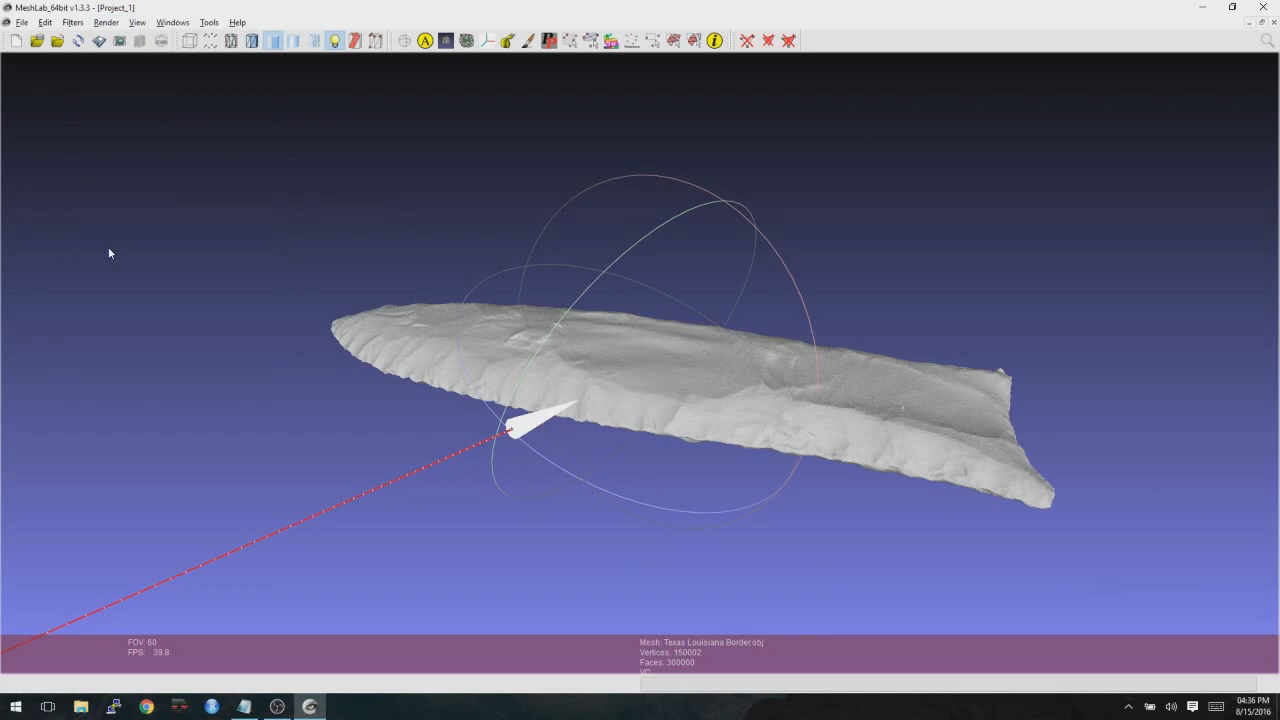 MeshLab_64bit v1.3.3 - [Project_1]
File Edit Filters Render View Windows Tools Help
A
i
FOV: 60
FPS: 39.8
Mesh: Texas Louisiana Border.obj
Vertices: 150002
Faces: 300000
VC
04:36 PM
8/15/2016